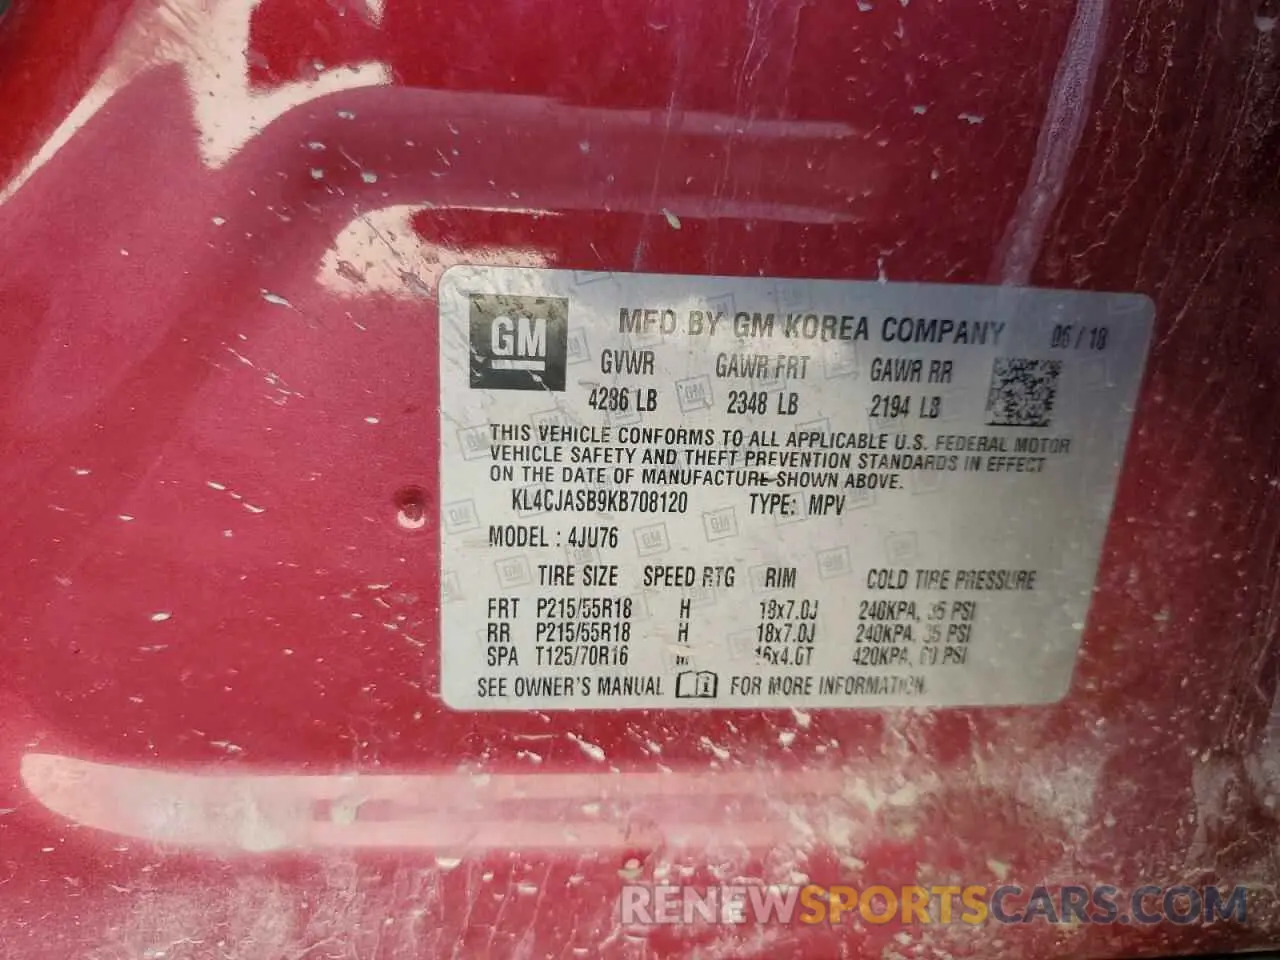 GM
MFD BY GM KOREA COMPANY 06/18
GVWR GAWR FRT GAWR RR
4286 LB 2348 LB 2194 LB
THIS VEHICLE CONFORMS TO ALL APPLICABLE U.S. FEDERAL MOTOR
VEHICLE SAFETY AND THEFT PREVENTION STANDARDS IN EFFECT
ON THE DATE OF MANUFACTURE SHOWN ABOVE.
KL4CJASB9KB708120 TYPE: MPV
MODEL: 4JU76
TIRE SIZE SPEED RTG RIM COLD TIRE PRESSURE
FRT P215/55R18 H 18x7.0J 240KPA, 35 PSI
RR P215/55R18 H 18x7.0J 240KPA, 35 PSI
SPA T125/70R16 M 16x4.0T 420KPA, 60 PSI
SEE OWNER'S MANUAL FOR MORE INFORMATION
RENEWSPORTSCARS.COM